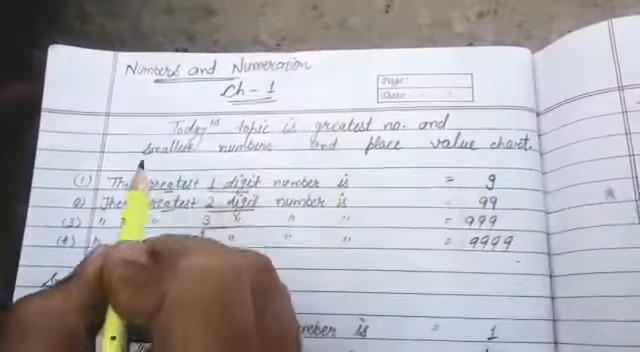 Numbers and Numeration
Ch - 1
Page:
Date:
Today's topic is greatest no. and
smallest numbers and place value chart.
(1) The greatest 1 digit number is = 9
(2) The greatest 2 digit number is = 99
(3) " " 3 " " " = 999
(4) " " " " = 9999
number is = 1